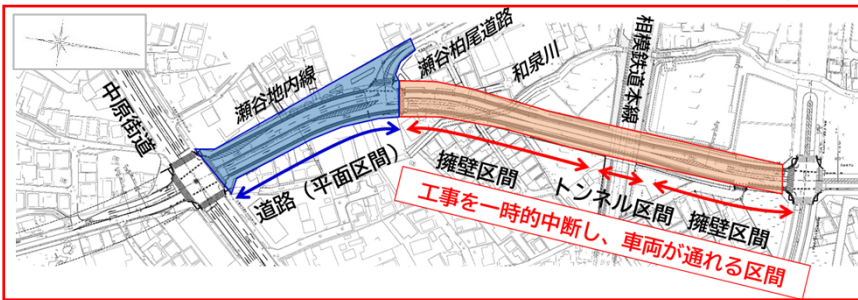 中原街道
瀬谷地内線
瀬谷柏尾道路
和泉川
相模鉄道本線
道路（平面区間）
擁壁区間
トンネル区間
擁壁区間
工事を一時的中断し、車両が通れる区間